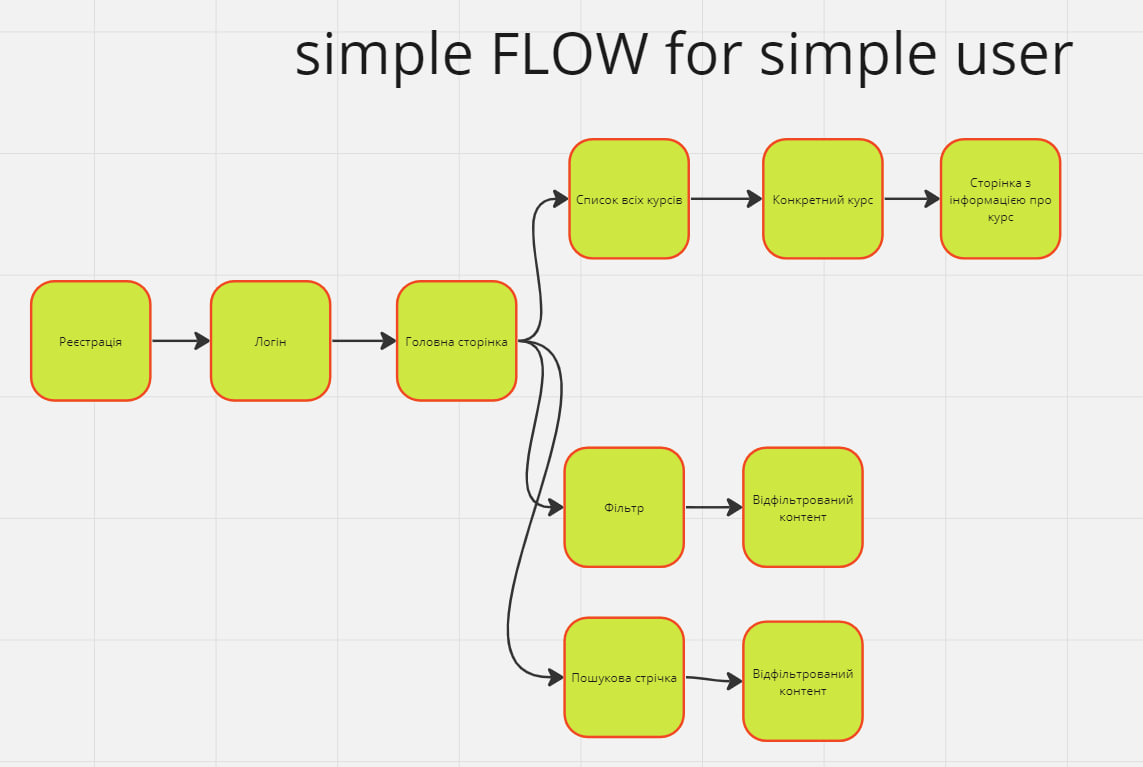 simple FLOW for simple user
Список всіх курсів
Конкретний курс
Сторінка з
інформацією про
курс
Реєстрація
Логін
Головна сторінка
Фільтр
Відфільтрований
контент
Пошукова стрічка
Відфільтрований
контент